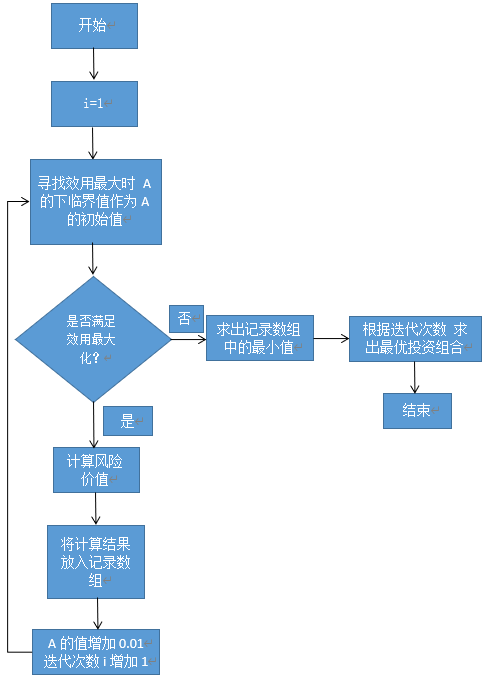 开始
i=1
寻找效用最大时 A
的下临界值作为 A
的初始值
是否满足
效用最大
化？
否
求出记录数组
中的最小值
根据迭代次数 求
出最优投资组合
结束
是
计算风险
价值
将计算结果
放入记录数
组
A 的值增加 0.01
迭代次数 i 增加 1